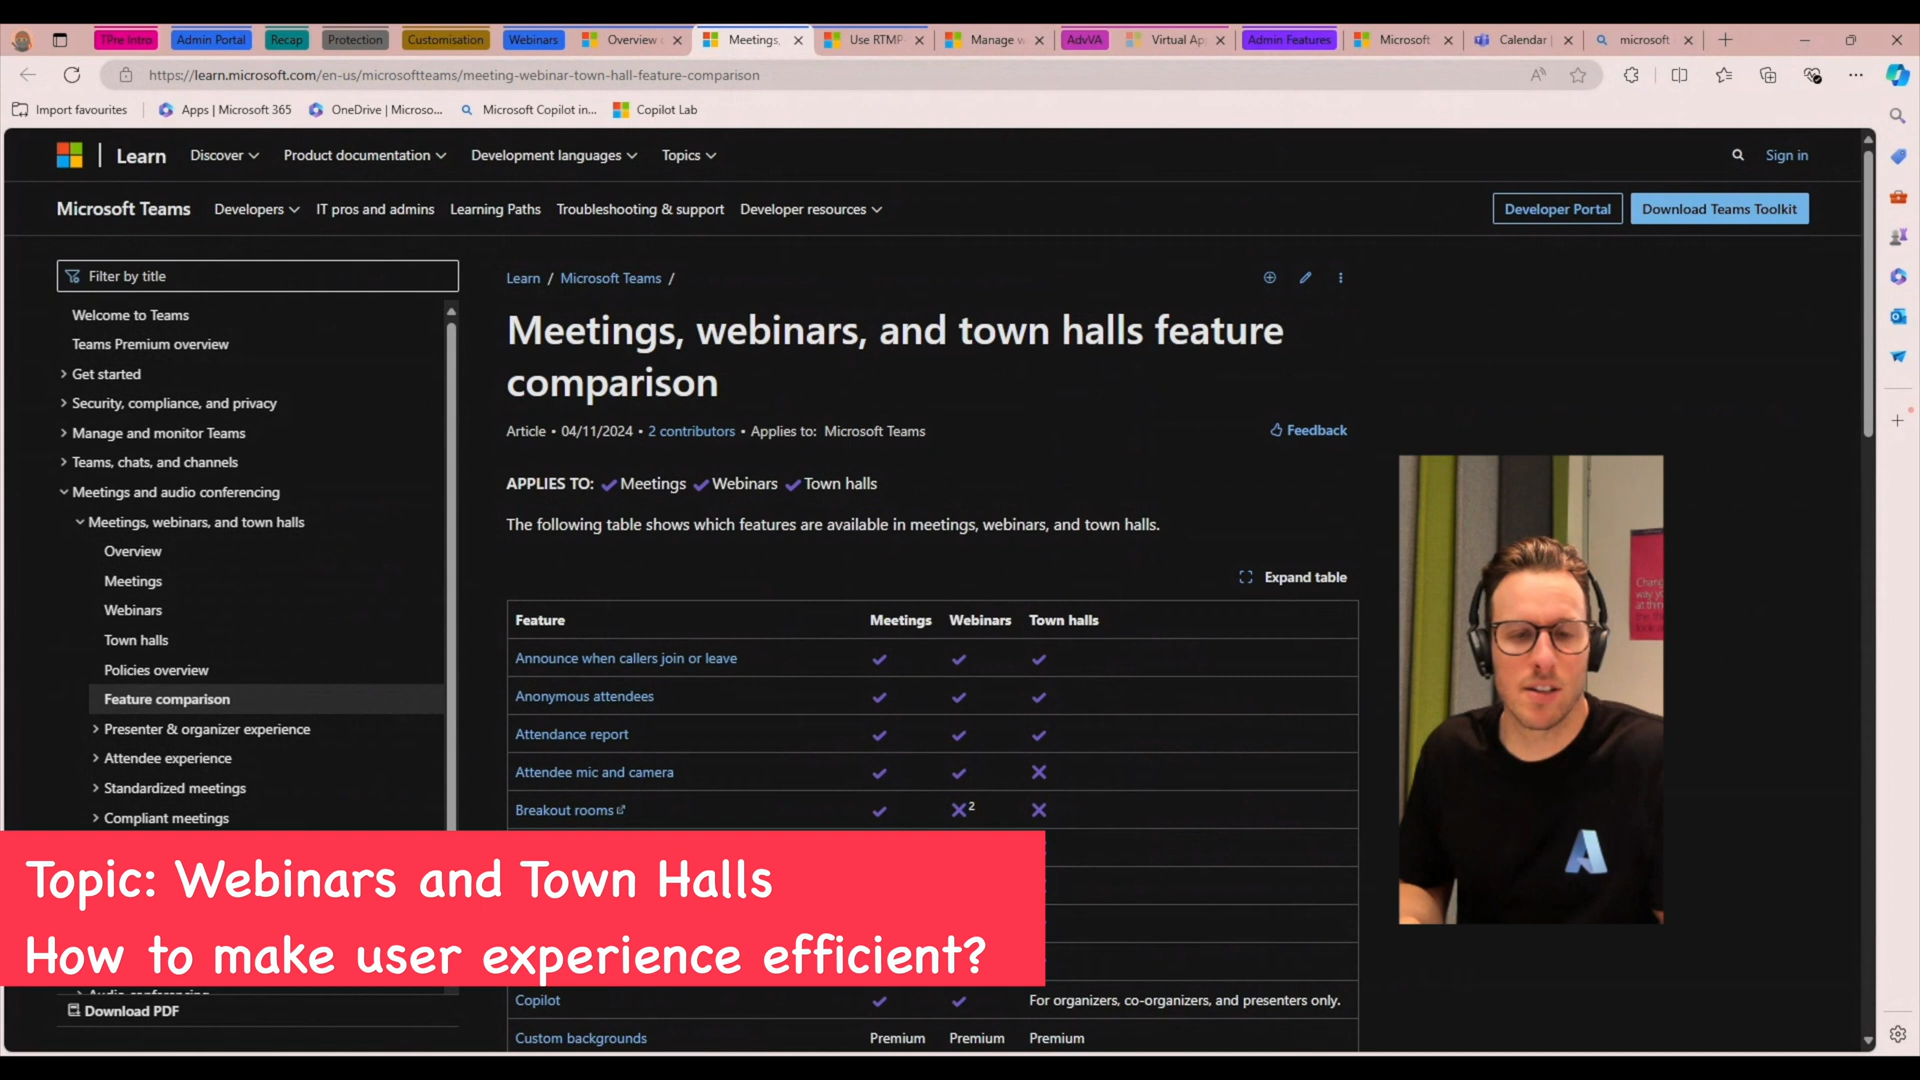 TPre Intro
Admin Portal
Recap
Protection
Customisation
Webinars
Overview
Meetings,
Use RTMP-
Manage w
AdvVA
Virtual Ap
Admin Features
Microsoft
Calendar |
microsoft
https://learn.microsoft.com/en-us/microsoftteams/meeting-webinar-town-hall-feature-comparison
Import favourites
Apps | Microsoft 365
OneDrive | Microso...
Microsoft Copilot in...
Copilot Lab
Learn
Discover
Product documentation
Development languages
Topics
Sign in
Microsoft Teams
Developers
IT pros and admins
Learning Paths
Troubleshooting & support
Developer resources
Developer Portal
Download Teams Toolkit
Filter by title
Welcome to Teams
Teams Premium overview
Get started
Security, compliance, and privacy
Manage and monitor Teams
Teams, chats, and channels
Meetings and audio conferencing
Meetings, webinars, and town halls
Overview
Meetings
Webinars
Town halls
Policies overview
Feature comparison
Presenter & organizer experience
Attendee experience
Standardized meetings
Compliant meetings
Download PDF
Learn / Microsoft Teams /
Meetings, webinars, and town halls feature
comparison
Article • 04/11/2024 • 2 contributors • Applies to: Microsoft Teams
Feedback
APPLIES TO: ✔Meetings ✔Webinars ✔Town halls
The following table shows which features are available in meetings, webinars, and town halls.
Expand table
Feature Meetings Webinars Town halls
Announce when callers join or leave ✔ ✔ ✔
Anonymous attendees ✔ ✔ ✔
Attendance report ✔ ✔ ✔
Attendee mic and camera ✔ ✔ ❌
Breakout rooms ✔ ❌2 ❌
Copilot ✔ ✔ For organizers, co-organizers, and presenters only.
Custom backgrounds Premium Premium Premium
Topic: Webinars and Town Halls
How to make user experience efficient?